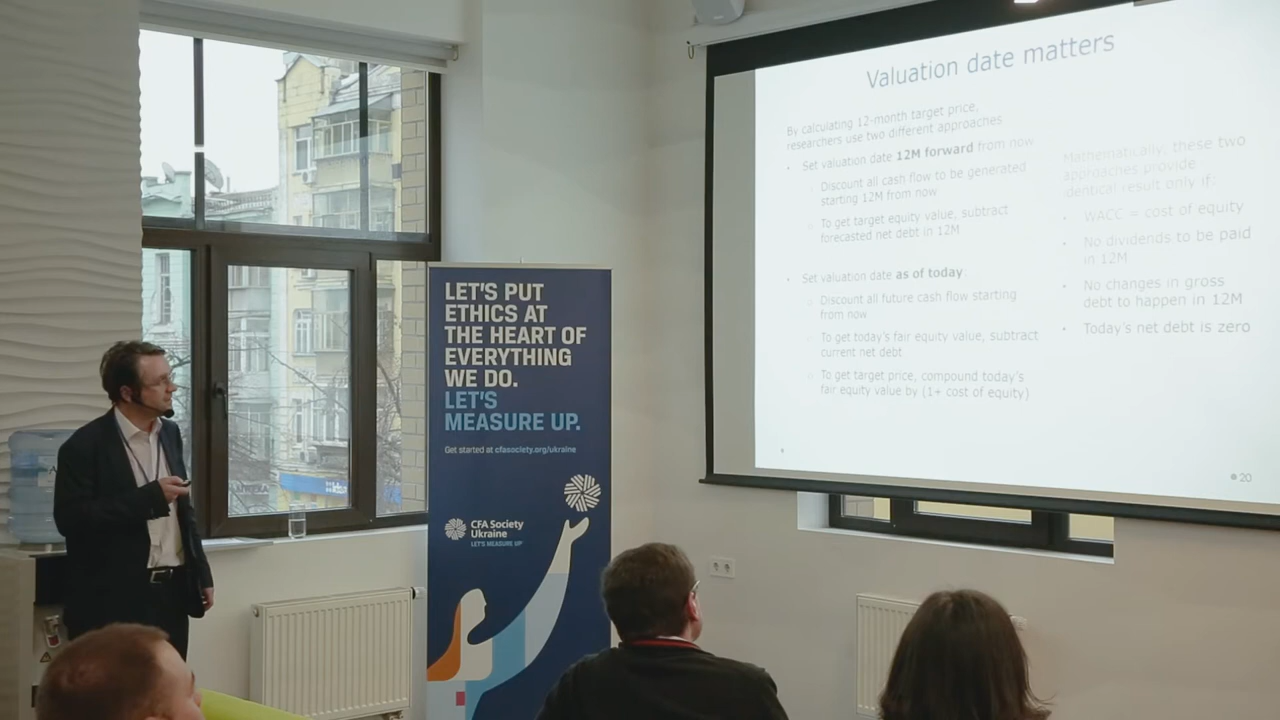 Valuation date matters
By calculating 12-month target price,
researchers use two different approaches
Set valuation date 12M forward from now
Discount all cash flow to be generated
starting 12M from now
To get target equity value, subtract
forecasted net debt in 12M
Set valuation date as of today
Discount all future cash flow starting
from now
To get today's fair equity value, subtract
current net debt
To get target price, compound today's
fair equity value by (1+ cost of equity)
Mathematically, these two
approaches provide
identical result only if:
WACC = cost of equity
No dividends to be paid
in 12M
No changes in gross
debt to happen in 12M
Today's net debt is zero
20
LET'S PUT
ETHICS AT
THE HEART OF
EVERYTHING
WE DO.
LET'S
MEASURE UP.
Get started at cfasociety.org/ukraine
CFA Society
Ukraine
LET'S MEASURE UP